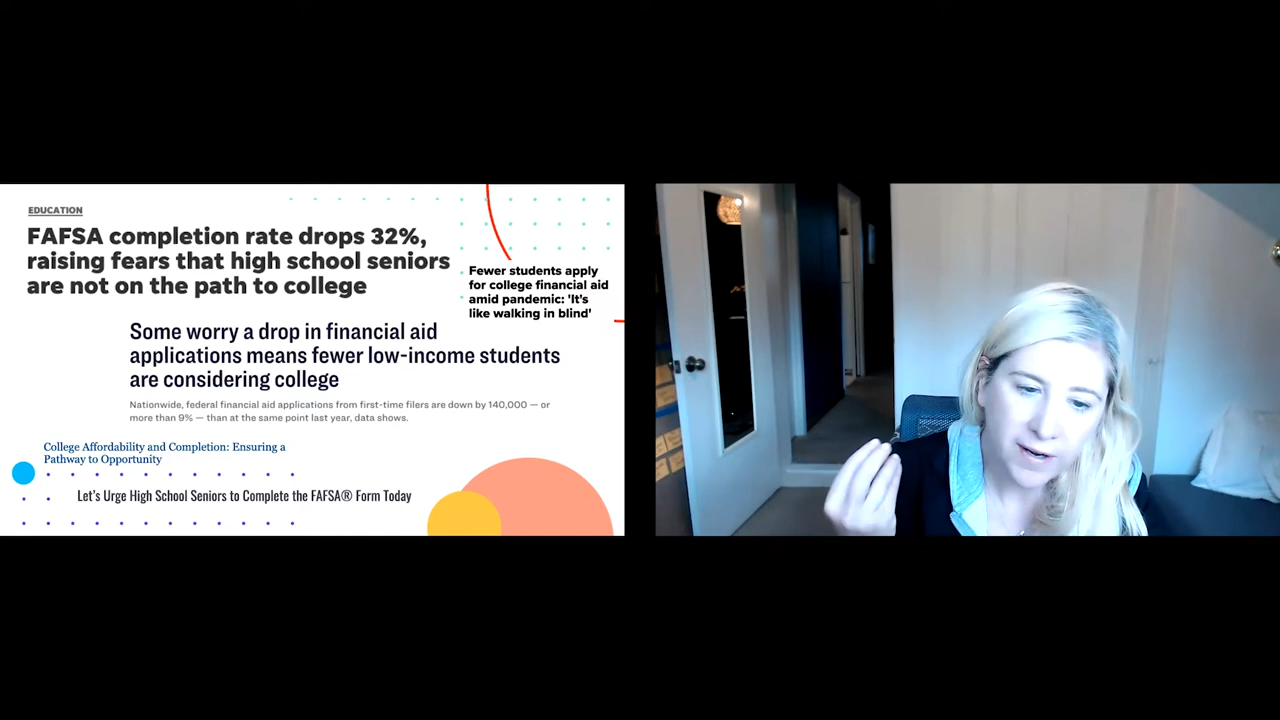 EDUCATION
FAFSA completion rate drops 32%,
raising fears that high school seniors
are not on the path to college
Fewer students apply
for college financial aid
amid pandemic: 'It's
like walking in blind'
Some worry a drop in financial aid
applications means fewer low-income students
are considering college
Nationwide, federal financial aid applications from first-time filers are down by 140,000 — or
more than 9% — than at the same point last year, data shows.
College Affordability and Completion: Ensuring a
Pathway to Opportunity
Let's Urge High School Seniors to Complete the FAFSA® Form Today